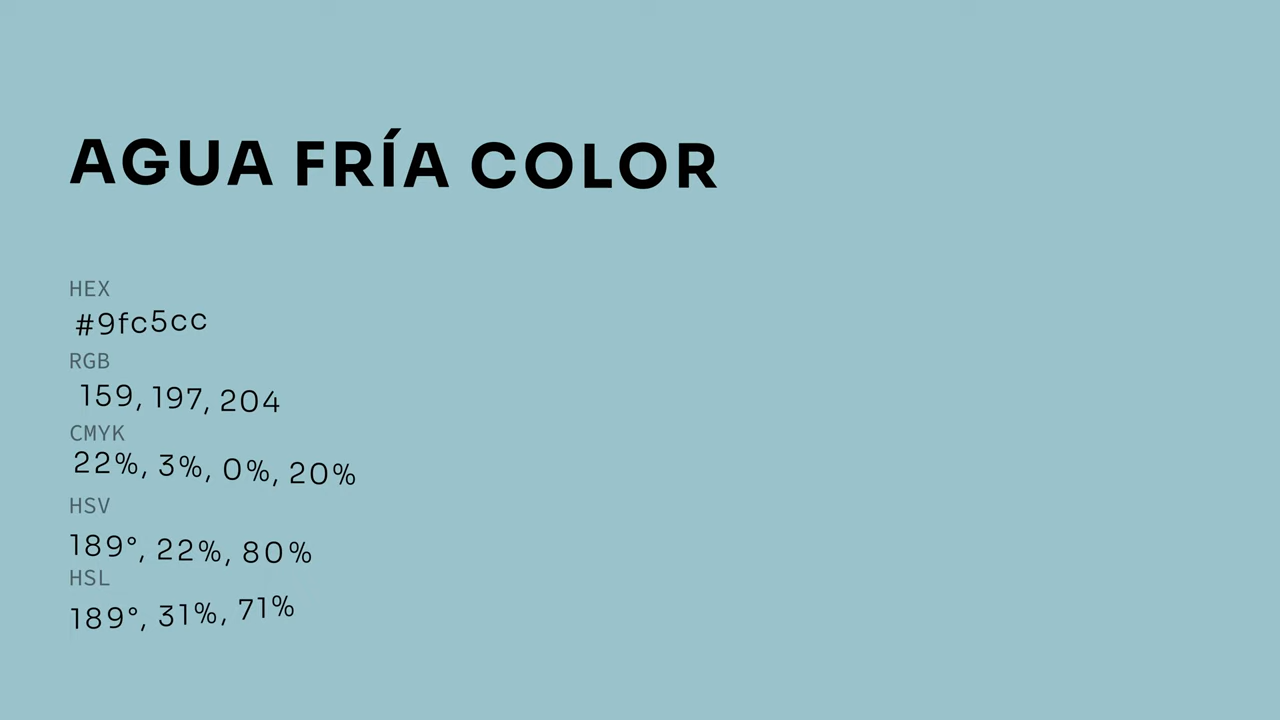 AGUA FRÍA COLOR
HEX
#9fc5cc
RGB
159, 197, 204
CMYK
22%, 3%, 0%, 20%
HSV
189°, 22%, 80%
HSL
189°, 31%, 71%